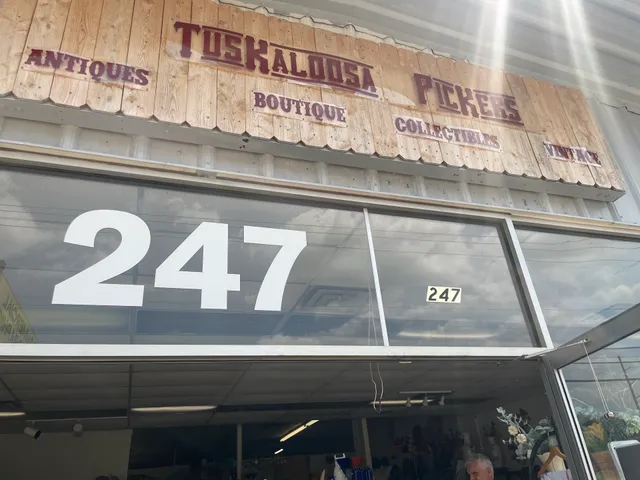 TUSKALOOSA PICKERS
ANTIQUES BOUTIQUE COLLECTIBLES VINTAGE
247 247